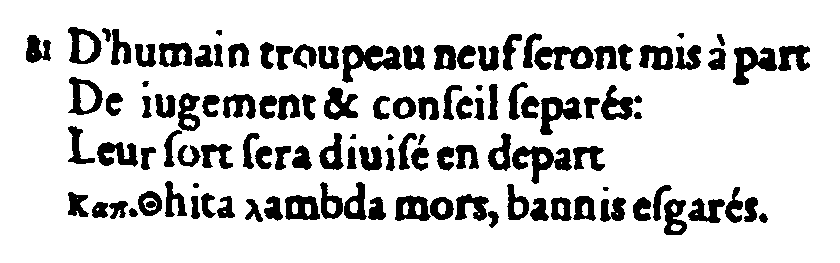 81 D'humain troupeau neuf ſeront mis à part
De iugement & conſeil ſeparés:
Leur ſort ſera diuiſé en depart
καπ.Θhita λambda mors, bannis eſgarés.